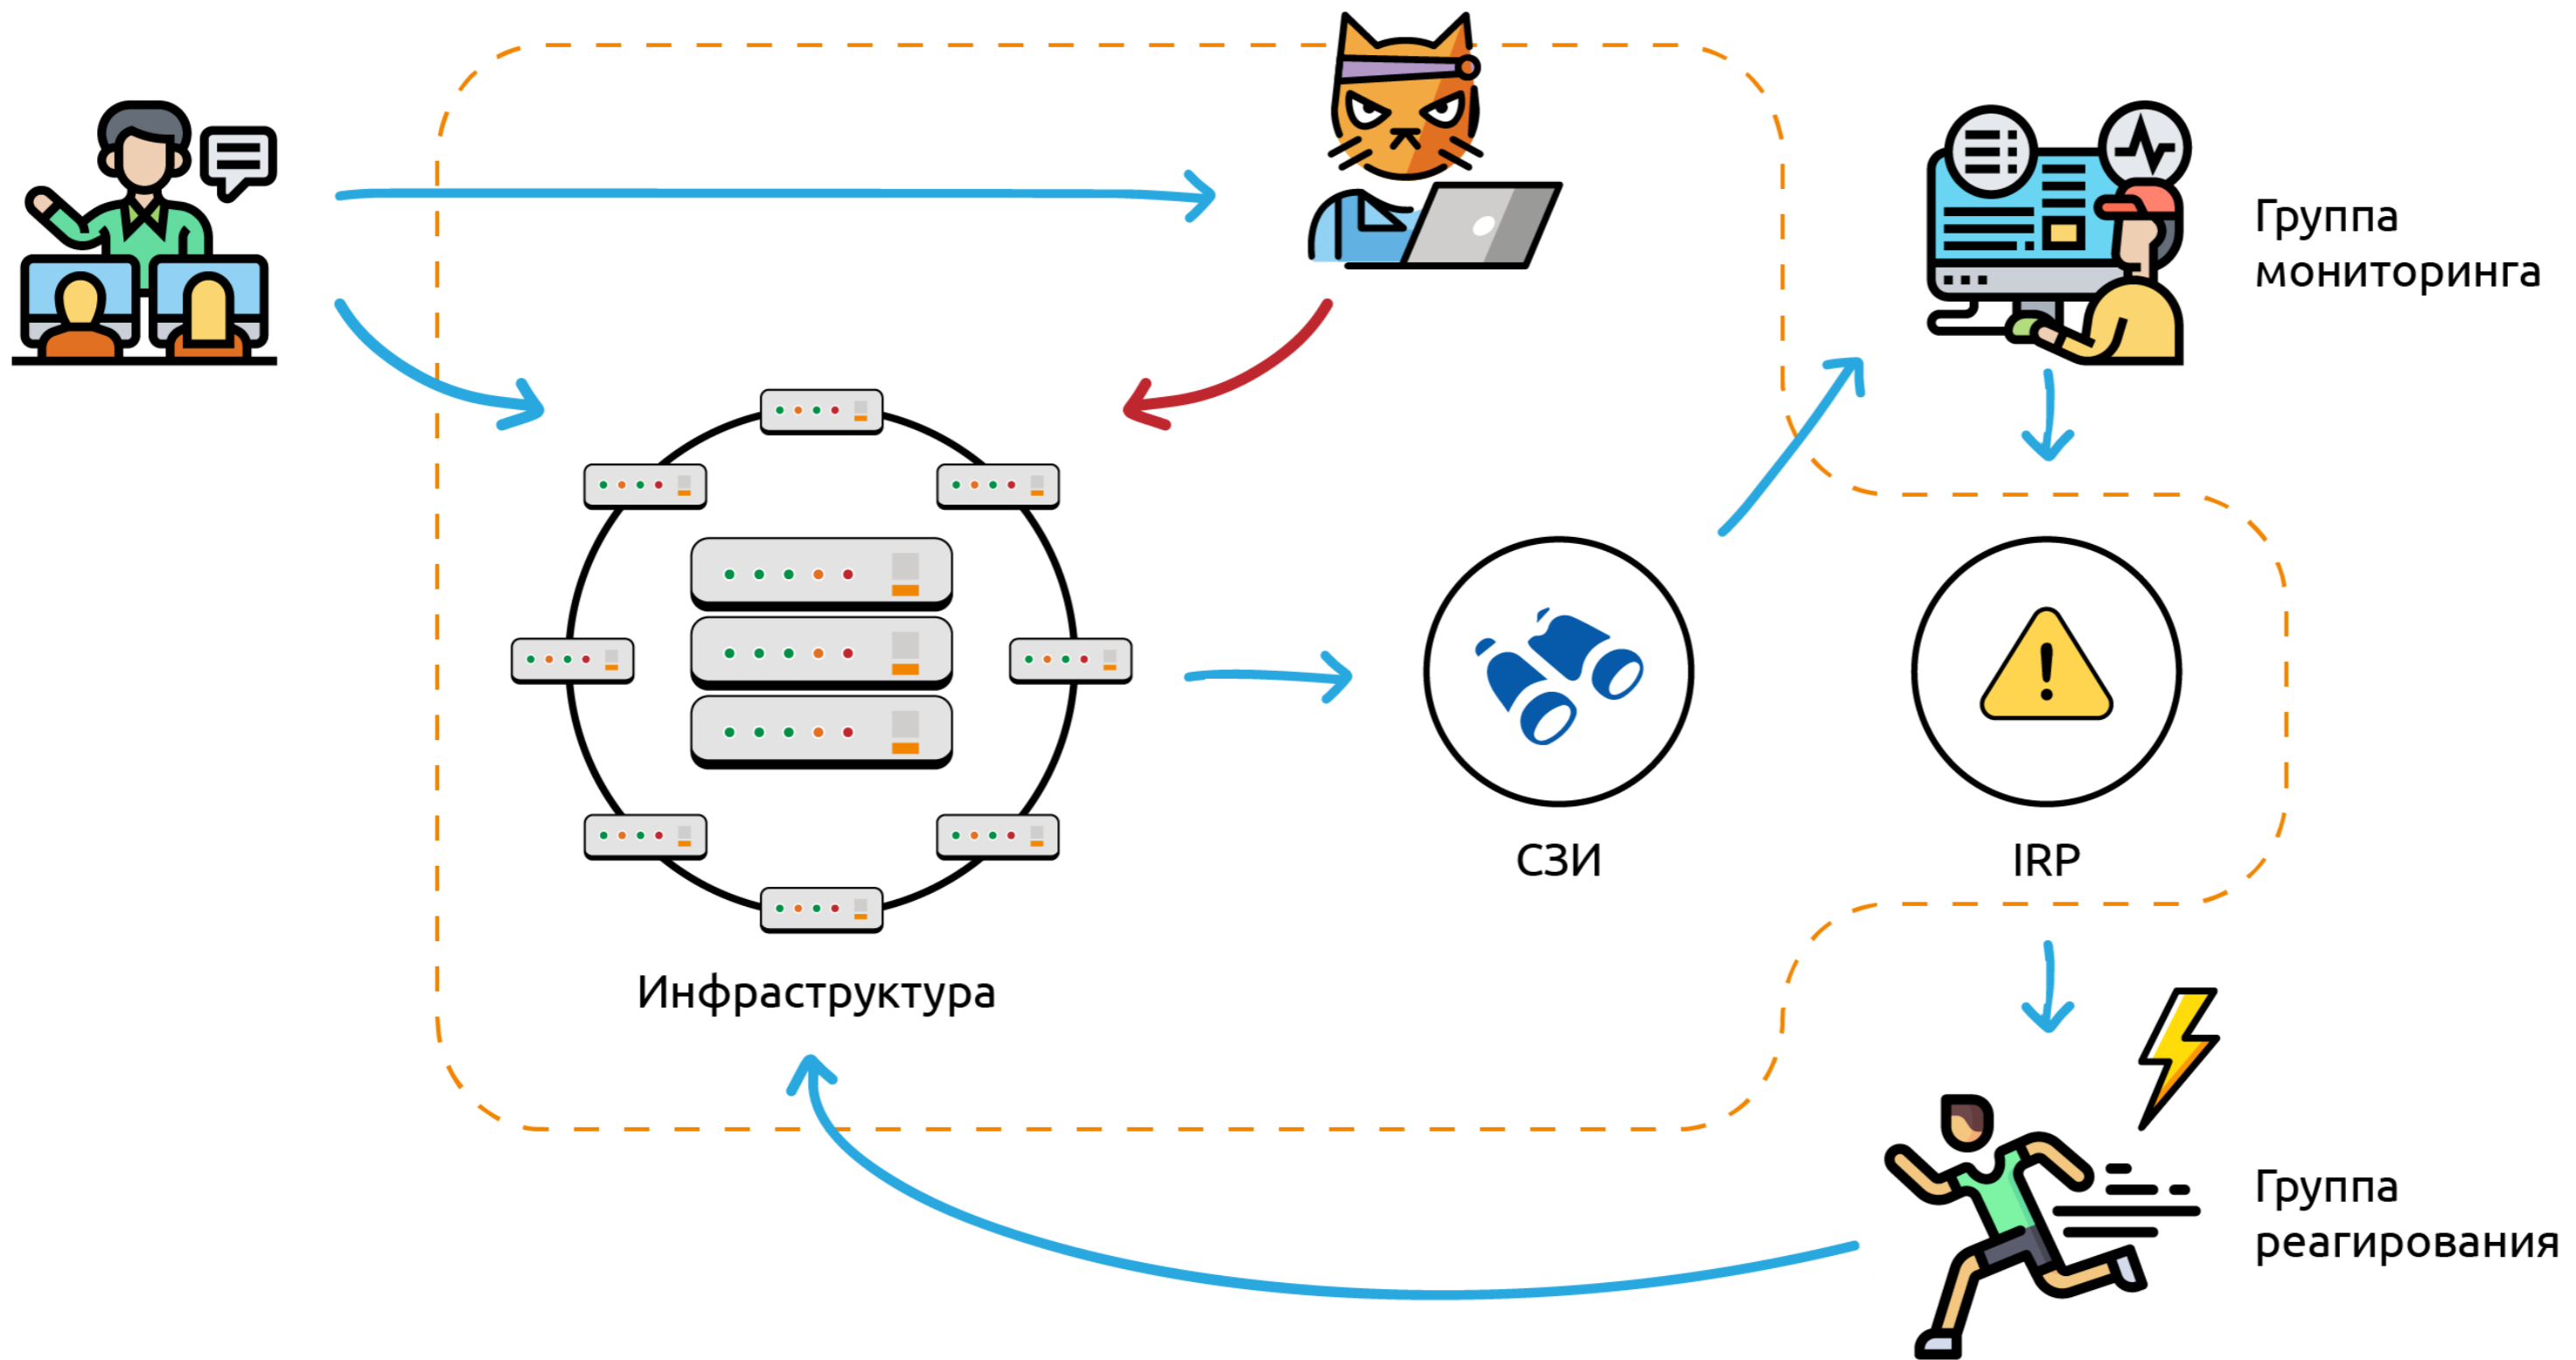 Группа
мониторинга
СЗИ
IRP
Инфраструктура
Группа
реагирования